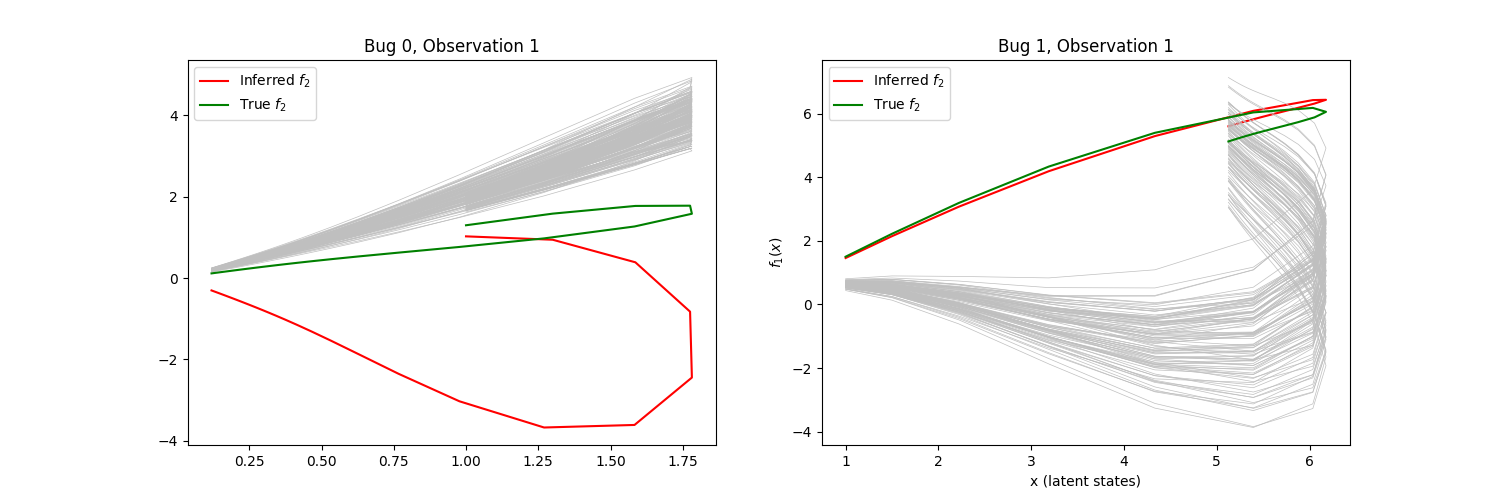 Bug 0, Observation 1
Inferred f₂
True f₂
4
2
0
−2
−4
0.25 0.50 0.75 1.00 1.25 1.50 1.75
Bug 1, Observation 1
Inferred f₂
True f₂
6
4
2
0
−2
−4
f₁(x)
1 2 3 4 5 6
x (latent states)